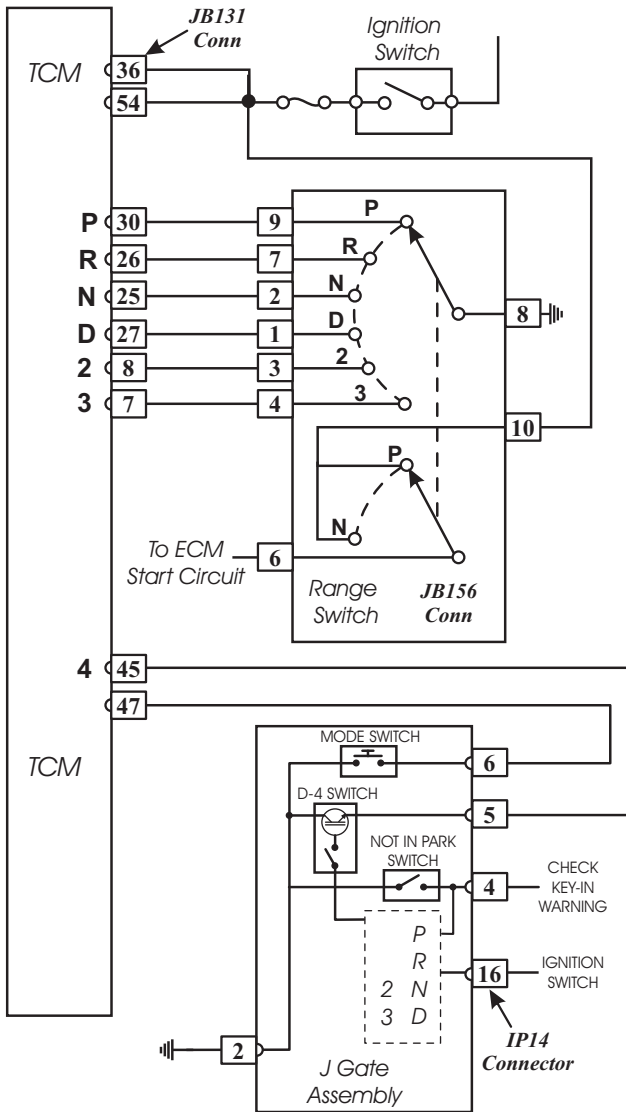 JB131
Conn
Ignition
Switch
TCM
36
54
P 30 9 P
R 26 7 R
N 25 2 N
8
D 27 1 D
2 8 3 2
3 7 4 3
10
P
N
To ECM
Start Circuit
6
Range
Switch
JB156
Conn
4 45
47
TCM
MODE SWITCH
6
D-4 SWITCH
5
NOT IN PARK
SWITCH
4
CHECK
KEY-IN
WARNING
P
R
2 N
3 D
16
IGNITION
SWITCH
2
IP14
Connector
J Gate
Assembly